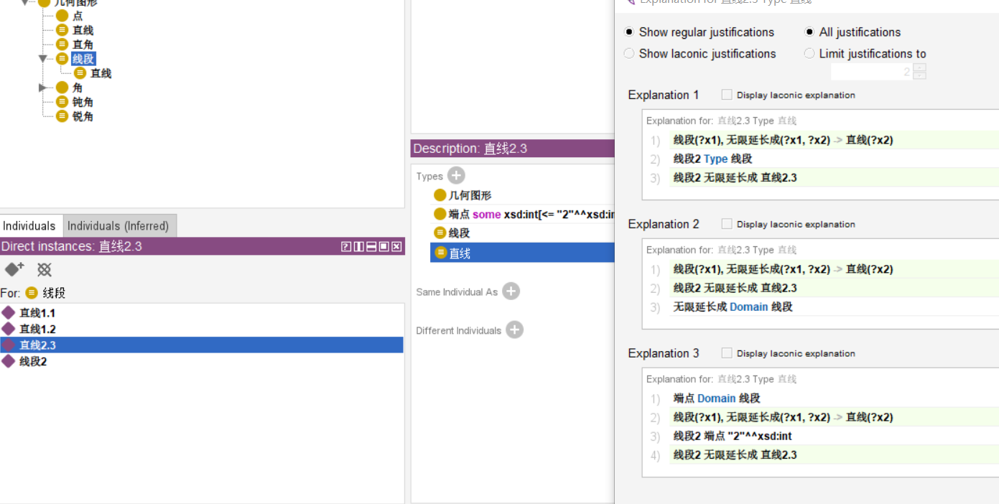 几何图形
点
直线
直角
线段
直线
角
钝角
锐角
Individuals
Individuals (Inferred)
Direct instances: 直线2.3
For: 线段
直线1.1
直线1.2
直线2.3
线段2
Description: 直线2.3
Types
几何图形
端点 some xsd:int[<= "2"^^xsd:in
线段
直线
Same Individual As
Different Individuals
Explanation for 直线2.3 Type 直线
Show regular justifications
All justifications
Show laconic justifications
Limit justifications to
2
Explanation 1
Display laconic explanation
Explanation for: 直线2.3 Type 直线
1) 线段(?x1), 无限延长成(?x1, ?x2) -> 直线(?x2)
2) 线段2 Type 线段
3) 线段2 无限延长成 直线2.3
Explanation 2
Display laconic explanation
Explanation for: 直线2.3 Type 直线
1) 线段(?x1), 无限延长成(?x1, ?x2) -> 直线(?x2)
2) 线段2 无限延长成 直线2.3
3) 无限延长成 Domain 线段
Explanation 3
Display laconic explanation
Explanation for: 直线2.3 Type 直线
1) 端点 Domain 线段
2) 线段(?x1), 无限延长成(?x1, ?x2) -> 直线(?x2)
3) 线段2 端点 "2"^^xsd:int
4) 线段2 无限延长成 直线2.3